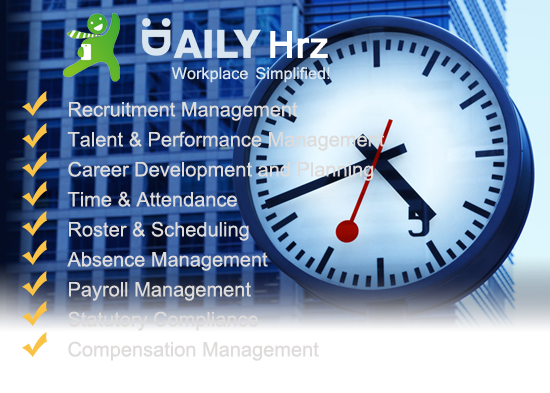 DAILY Hrz
Workplace Simplified!
Recruitment Management
Talent & Performance Management
Career Development and Planning
Time & Attendance
Roster & Scheduling
Absence Management
Payroll Management
Statutory Compliance
Compensation Management